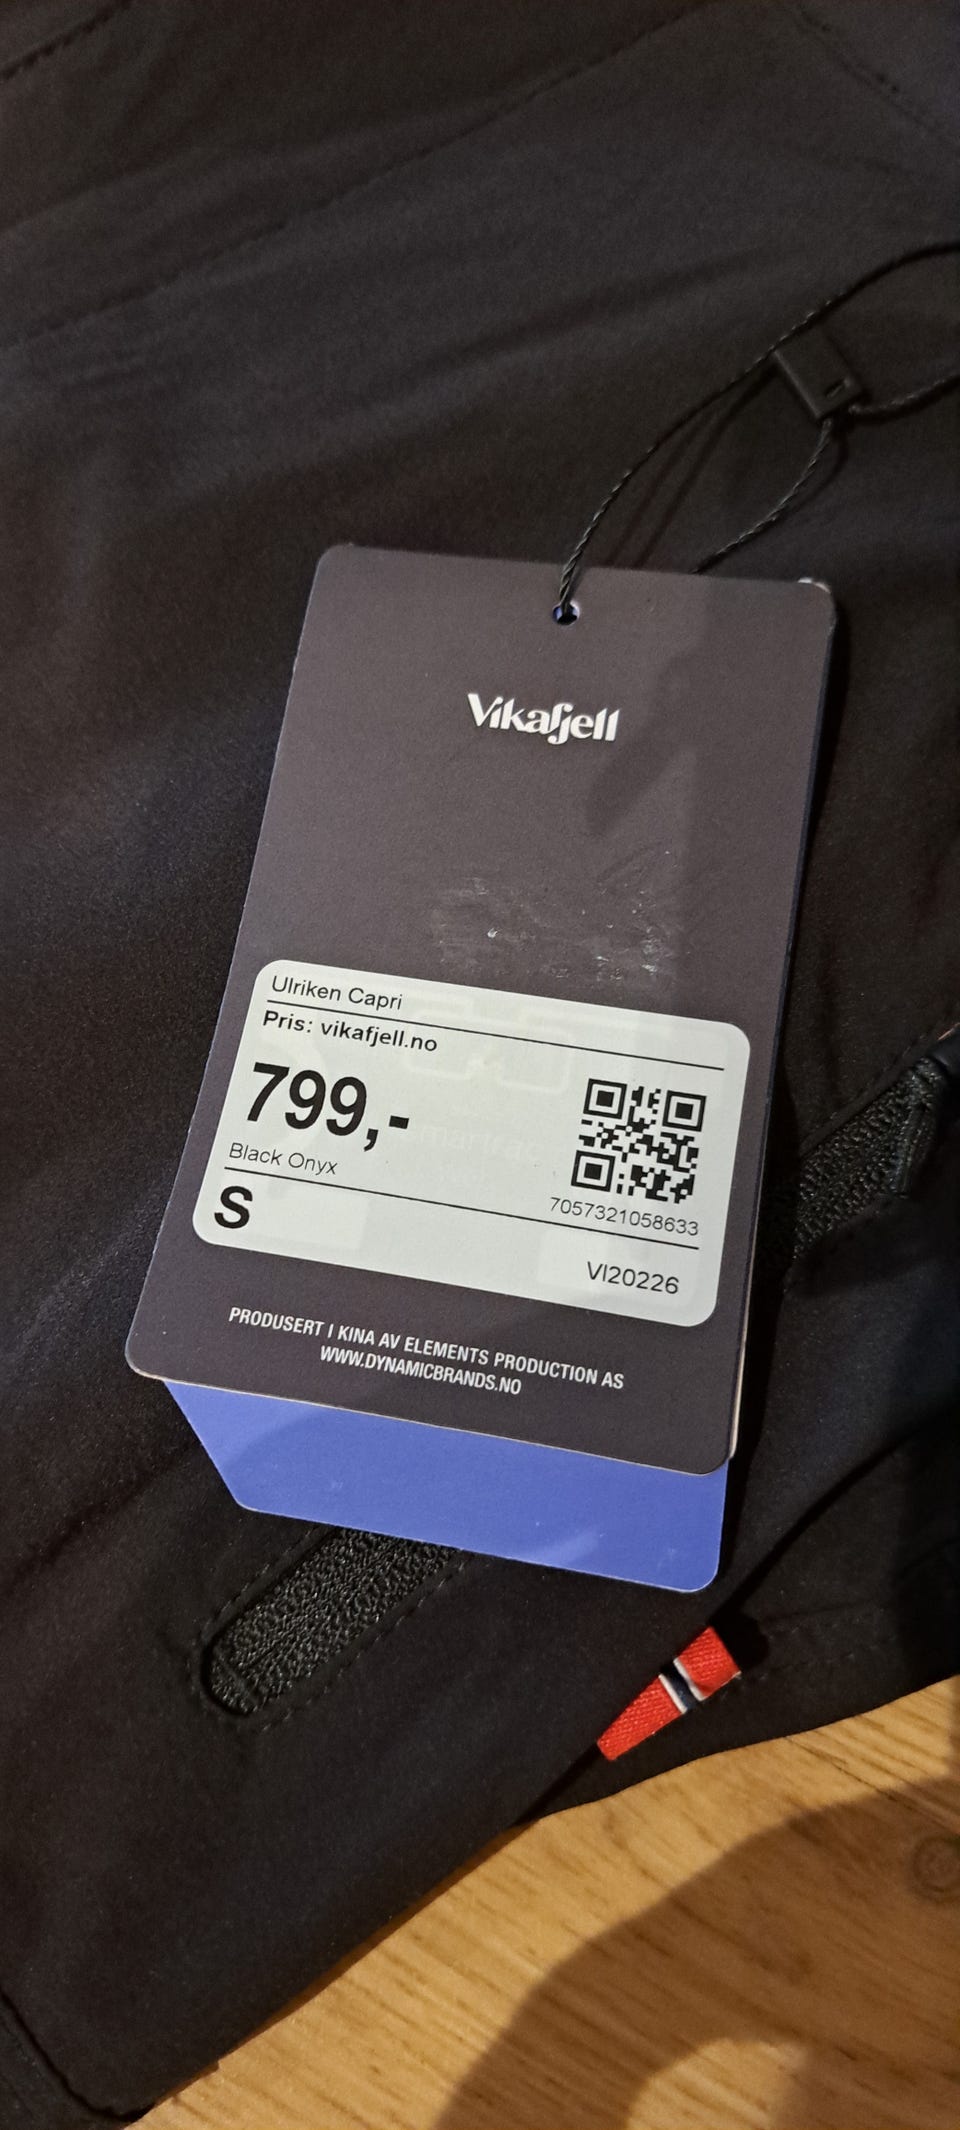 Vikafjell
Ulriken Capri
Pris: vikafjell.no
799,-
Black Onyx
7057321058633
S
VI20226
PRODUSERT I KINA AV ELEMENTS PRODUCTION AS
WWW.DYNAMICBRANDS.NO